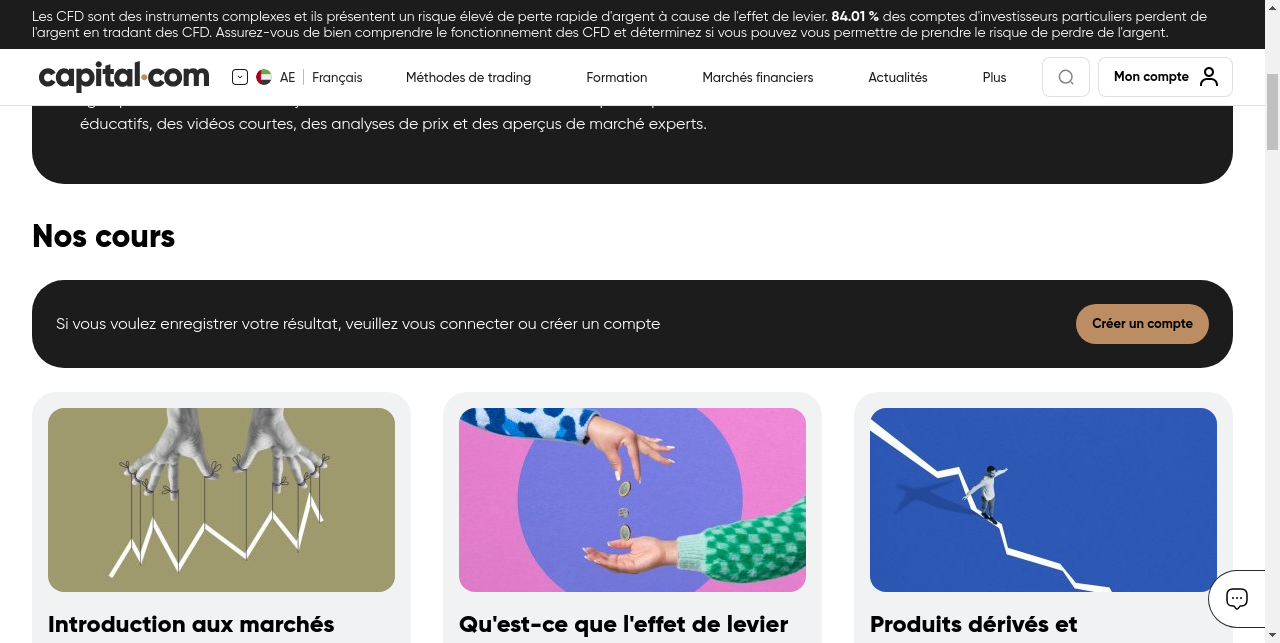 Les CFD sont des instruments complexes et ils présentent un risque élevé de perte rapide d'argent à cause de l'effet de levier. 84.01 % des comptes d'investisseurs particuliers perdent de
l'argent en tradant des CFD. Assurez-vous de bien comprendre le fonctionnement des CFD et déterminez si vous pouvez vous permettre de prendre le risque de perdre de l'argent.
capital.com
AE Français Méthodes de trading Formation Marchés financiers Actualités Plus Mon compte
éducatifs, des vidéos courtes, des analyses de prix et des aperçus de marché experts.
Nos cours
Si vous voulez enregistrer votre résultat, veuillez vous connecter ou créer un compte
Créer un compte
Introduction aux marchés
Qu'est-ce que l'effet de levier
Produits dérivés et